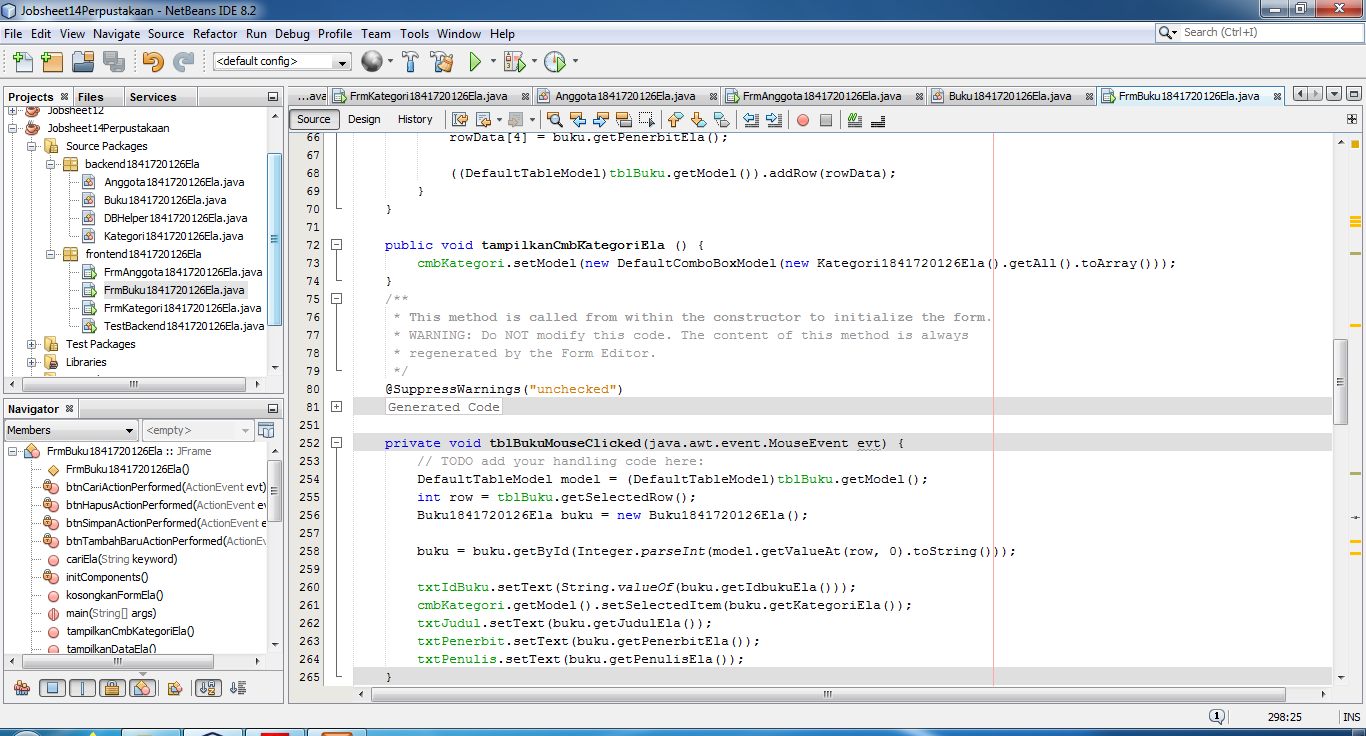 Jobsheet14Perpustakaan - NetBeans IDE 8.2
File Edit View Navigate Source Refactor Run Debug Profile Team Tools Window Help
Search (Ctrl+I)
<default config>
Projects Files Services
Jobsheet12
Jobsheet14Perpustakaan
Source Packages
backend1841720126Ela
Anggota1841720126Ela.java
Buku1841720126Ela.java
DBHelper1841720126Ela.java
Kategori1841720126Ela.java
frontend1841720126Ela
FrmAnggota1841720126Ela.java
FrmBuku1841720126Ela.java
FrmKategori1841720126Ela.java
TestBackend1841720126Ela.java
Test Packages
Libraries
Navigator
Members <empty>
FrmBuku1841720126Ela :: JFrame
FrmBuku1841720126Ela()
btnCariActionPerformed(ActionEvent evt)
btnHapusActionPerformed(ActionEvent ev
btnSimpanActionPerformed(ActionEvent e
btnTambahBaruActionPerformed(ActionEv
cariEla(String keyword)
initComponents()
kosongkanFormEla()
main(String[] args)
tampilkanCmbKategoriEla()
tampilkanDataEla()
...ava FrmKategori1841720126Ela.java Anggota1841720126Ela.java FrmAnggota1841720126Ela.java Buku1841720126Ela.java FrmBuku1841720126Ela.java
Source Design History
66 rowData[4] = buku.getPenerbitEla();
67
68 ((DefaultTableModel)tblBuku.getModel()).addRow(rowData);
69 }
70 }
71
72 public void tampilkanCmbKategoriEla () {
73 cmbKategori.setModel(new DefaultComboBoxModel(new Kategori1841720126Ela().getAll().toArray()));
74 }
75 /**
76 * This method is called from within the constructor to initialize the form.
77 * WARNING: Do NOT modify this code. The content of this method is always
78 * regenerated by the Form Editor.
79 */
80 @SuppressWarnings("unchecked")
81 Generated Code
251
252 private void tblBukuMouseClicked(java.awt.event.MouseEvent evt) {
253 // TODO add your handling code here:
254 DefaultTableModel model = (DefaultTableModel)tblBuku.getModel();
255 int row = tblBuku.getSelectedRow();
256 Buku1841720126Ela buku = new Buku1841720126Ela();
257
258 buku = buku.getById(Integer.parseInt(model.getValueAt(row, 0).toString()));
259
260 txtIdBuku.setText(String.valueOf(buku.getIdbukuEla()));
261 cmbKategori.getModel().setSelectedItem(buku.getKategoriEla());
262 txtJudul.setText(buku.getJudulEla());
263 txtPenerbit.setText(buku.getPenerbitEla());
264 txtPenulis.setText(buku.getPenulisEla());
265 }
1 298:25 INS